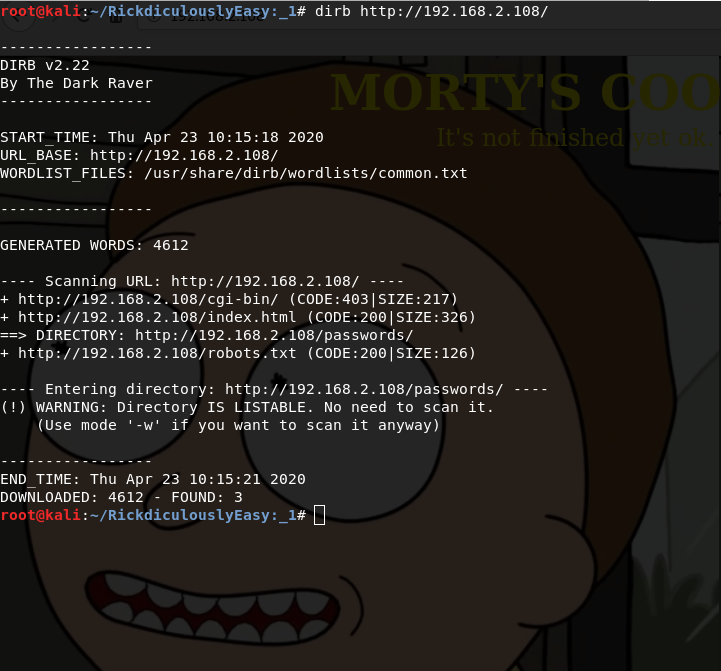 root@kali:~/RickdiculouslyEasy:_1# dirb http://192.168.2.108/
-----------------
DIRB v2.22
By The Dark Raver
-----------------
MORTY'S COO
It's not finished yet ok.
START_TIME: Thu Apr 23 10:15:18 2020
URL_BASE: http://192.168.2.108/
WORDLIST_FILES: /usr/share/dirb/wordlists/common.txt
-----------------
GENERATED WORDS: 4612
---- Scanning URL: http://192.168.2.108/ ----
+ http://192.168.2.108/cgi-bin/ (CODE:403|SIZE:217)
+ http://192.168.2.108/index.html (CODE:200|SIZE:326)
==> DIRECTORY: http://192.168.2.108/passwords/
+ http://192.168.2.108/robots.txt (CODE:200|SIZE:126)
---- Entering directory: http://192.168.2.108/passwords/ ----
(!) WARNING: Directory IS LISTABLE. No need to scan it.
(Use mode '-w' if you want to scan it anyway)
-----------------
END_TIME: Thu Apr 23 10:15:21 2020
DOWNLOADED: 4612 - FOUND: 3
root@kali:~/RickdiculouslyEasy:_1#